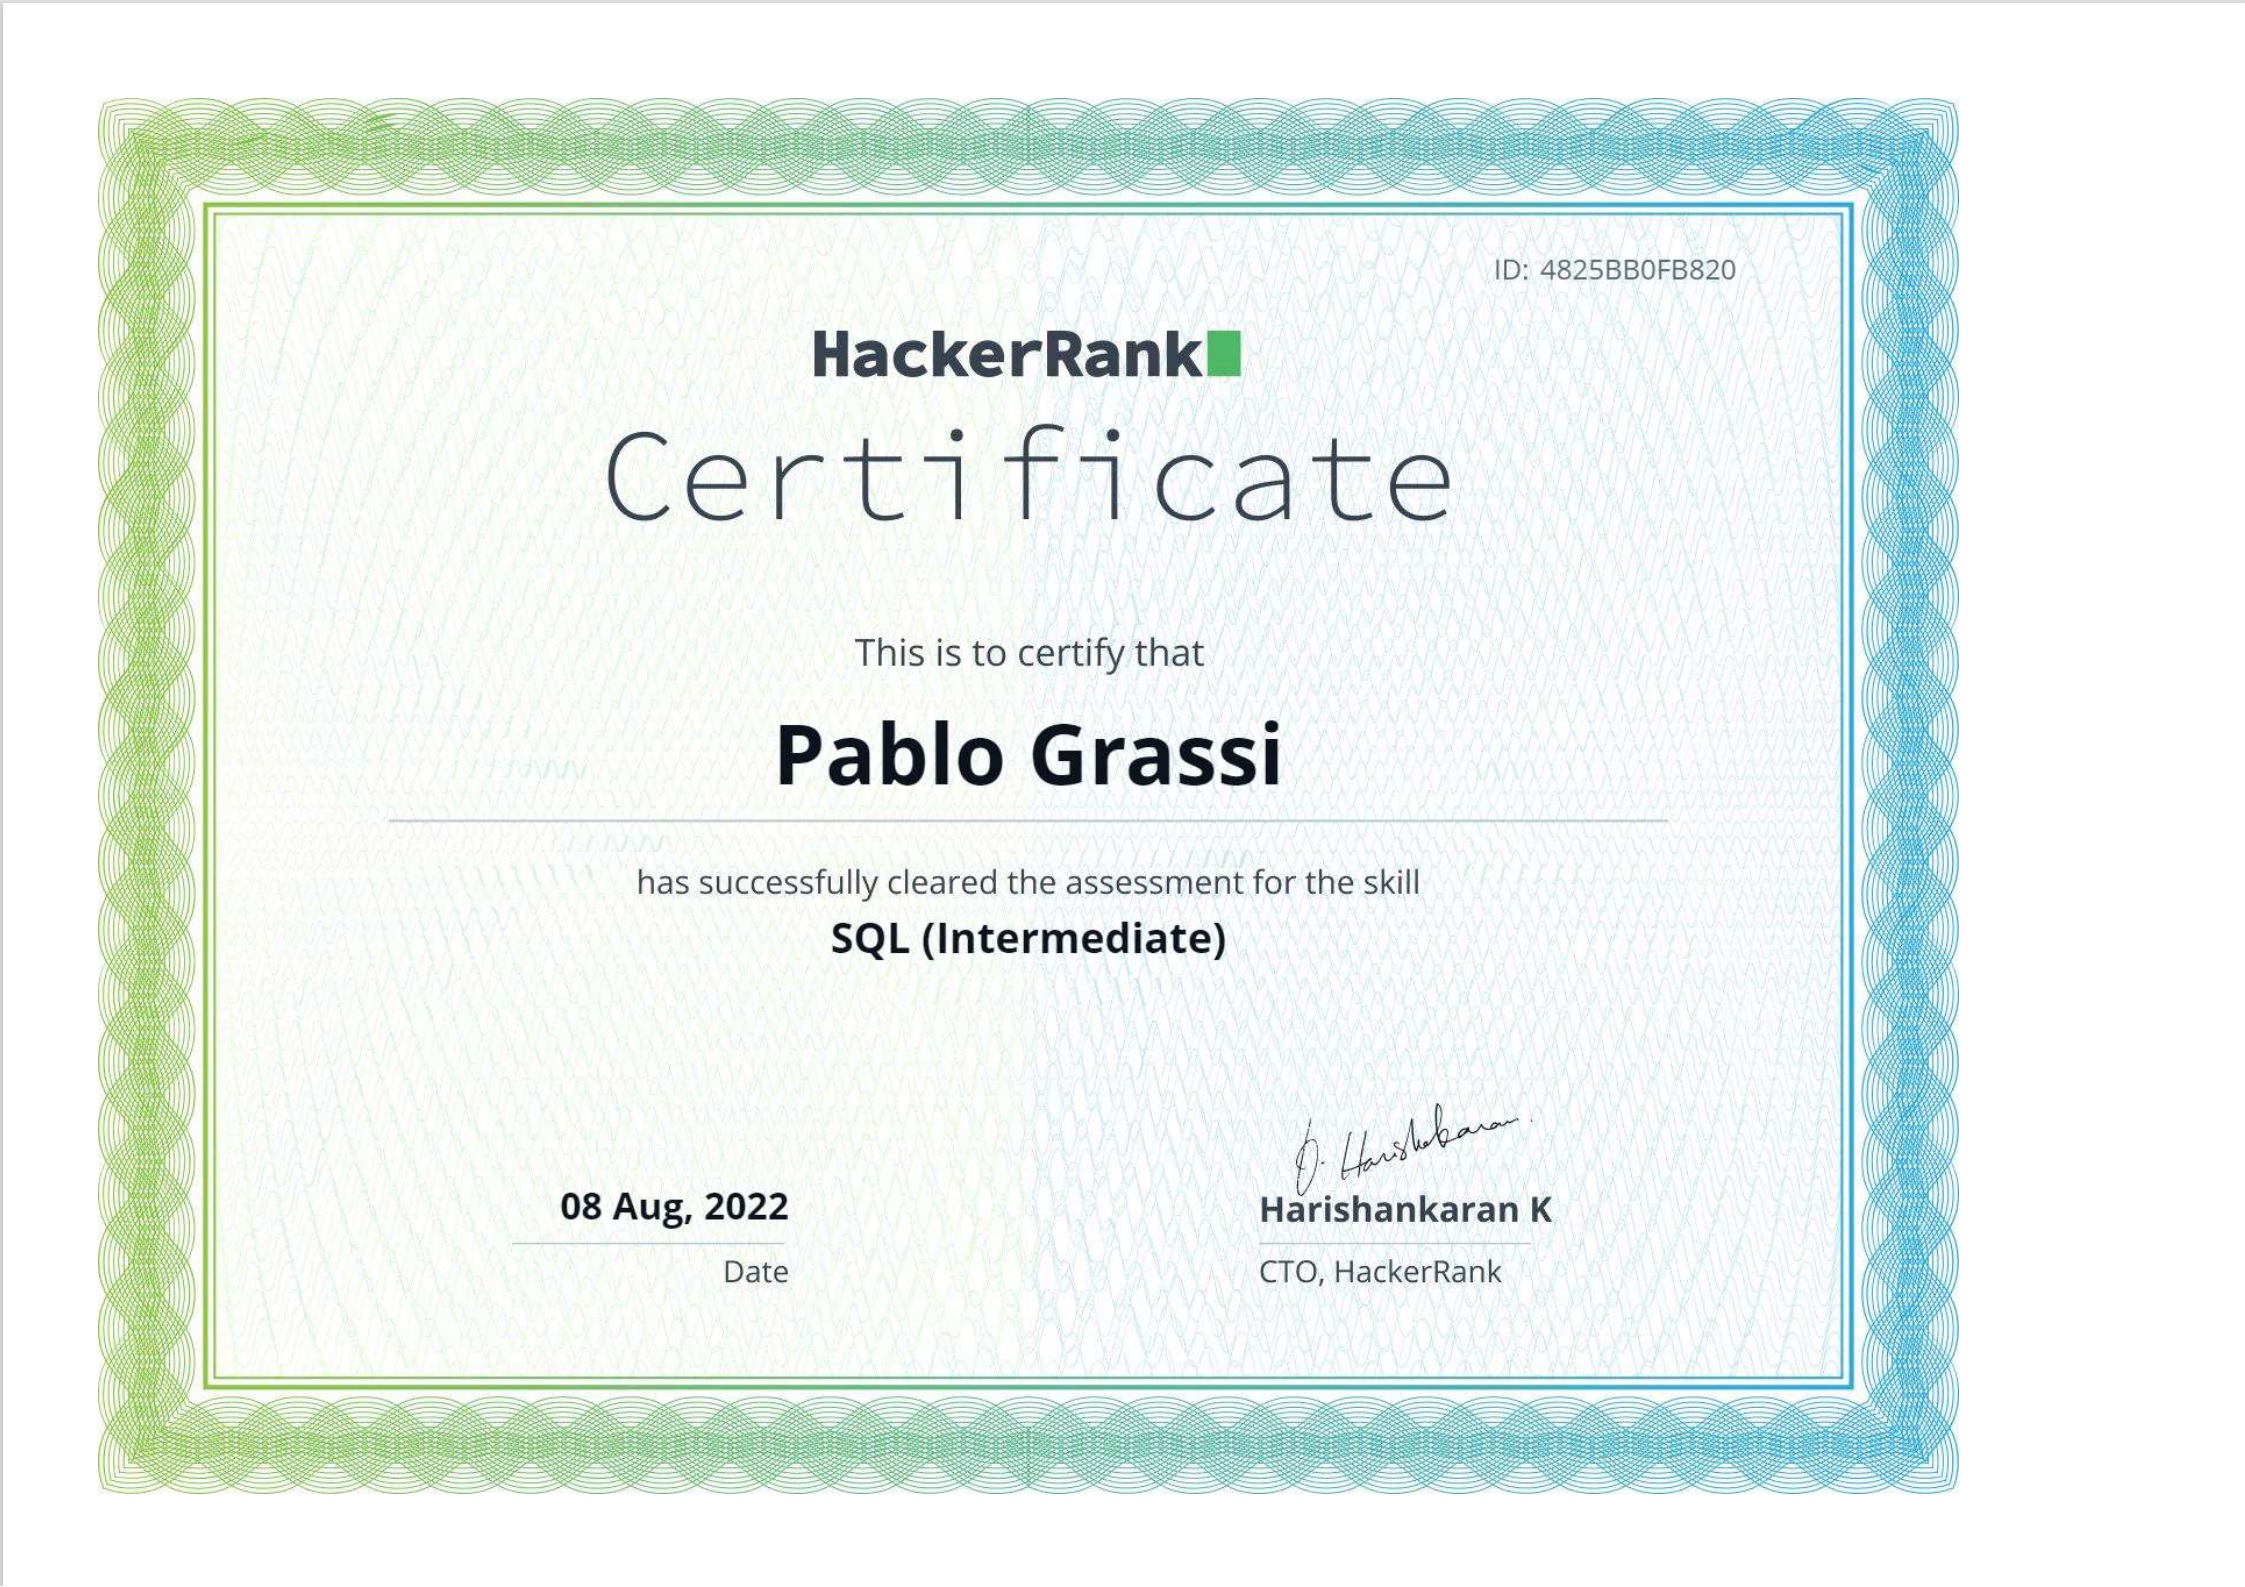 ID: 4825BB0FB820
HackerRank
Certificate
This is to certify that
Pablo Grassi
has successfully cleared the assessment for the skill
SQL (Intermediate)
08 Aug, 2022
Date
Harishankaran K
CTO, HackerRank